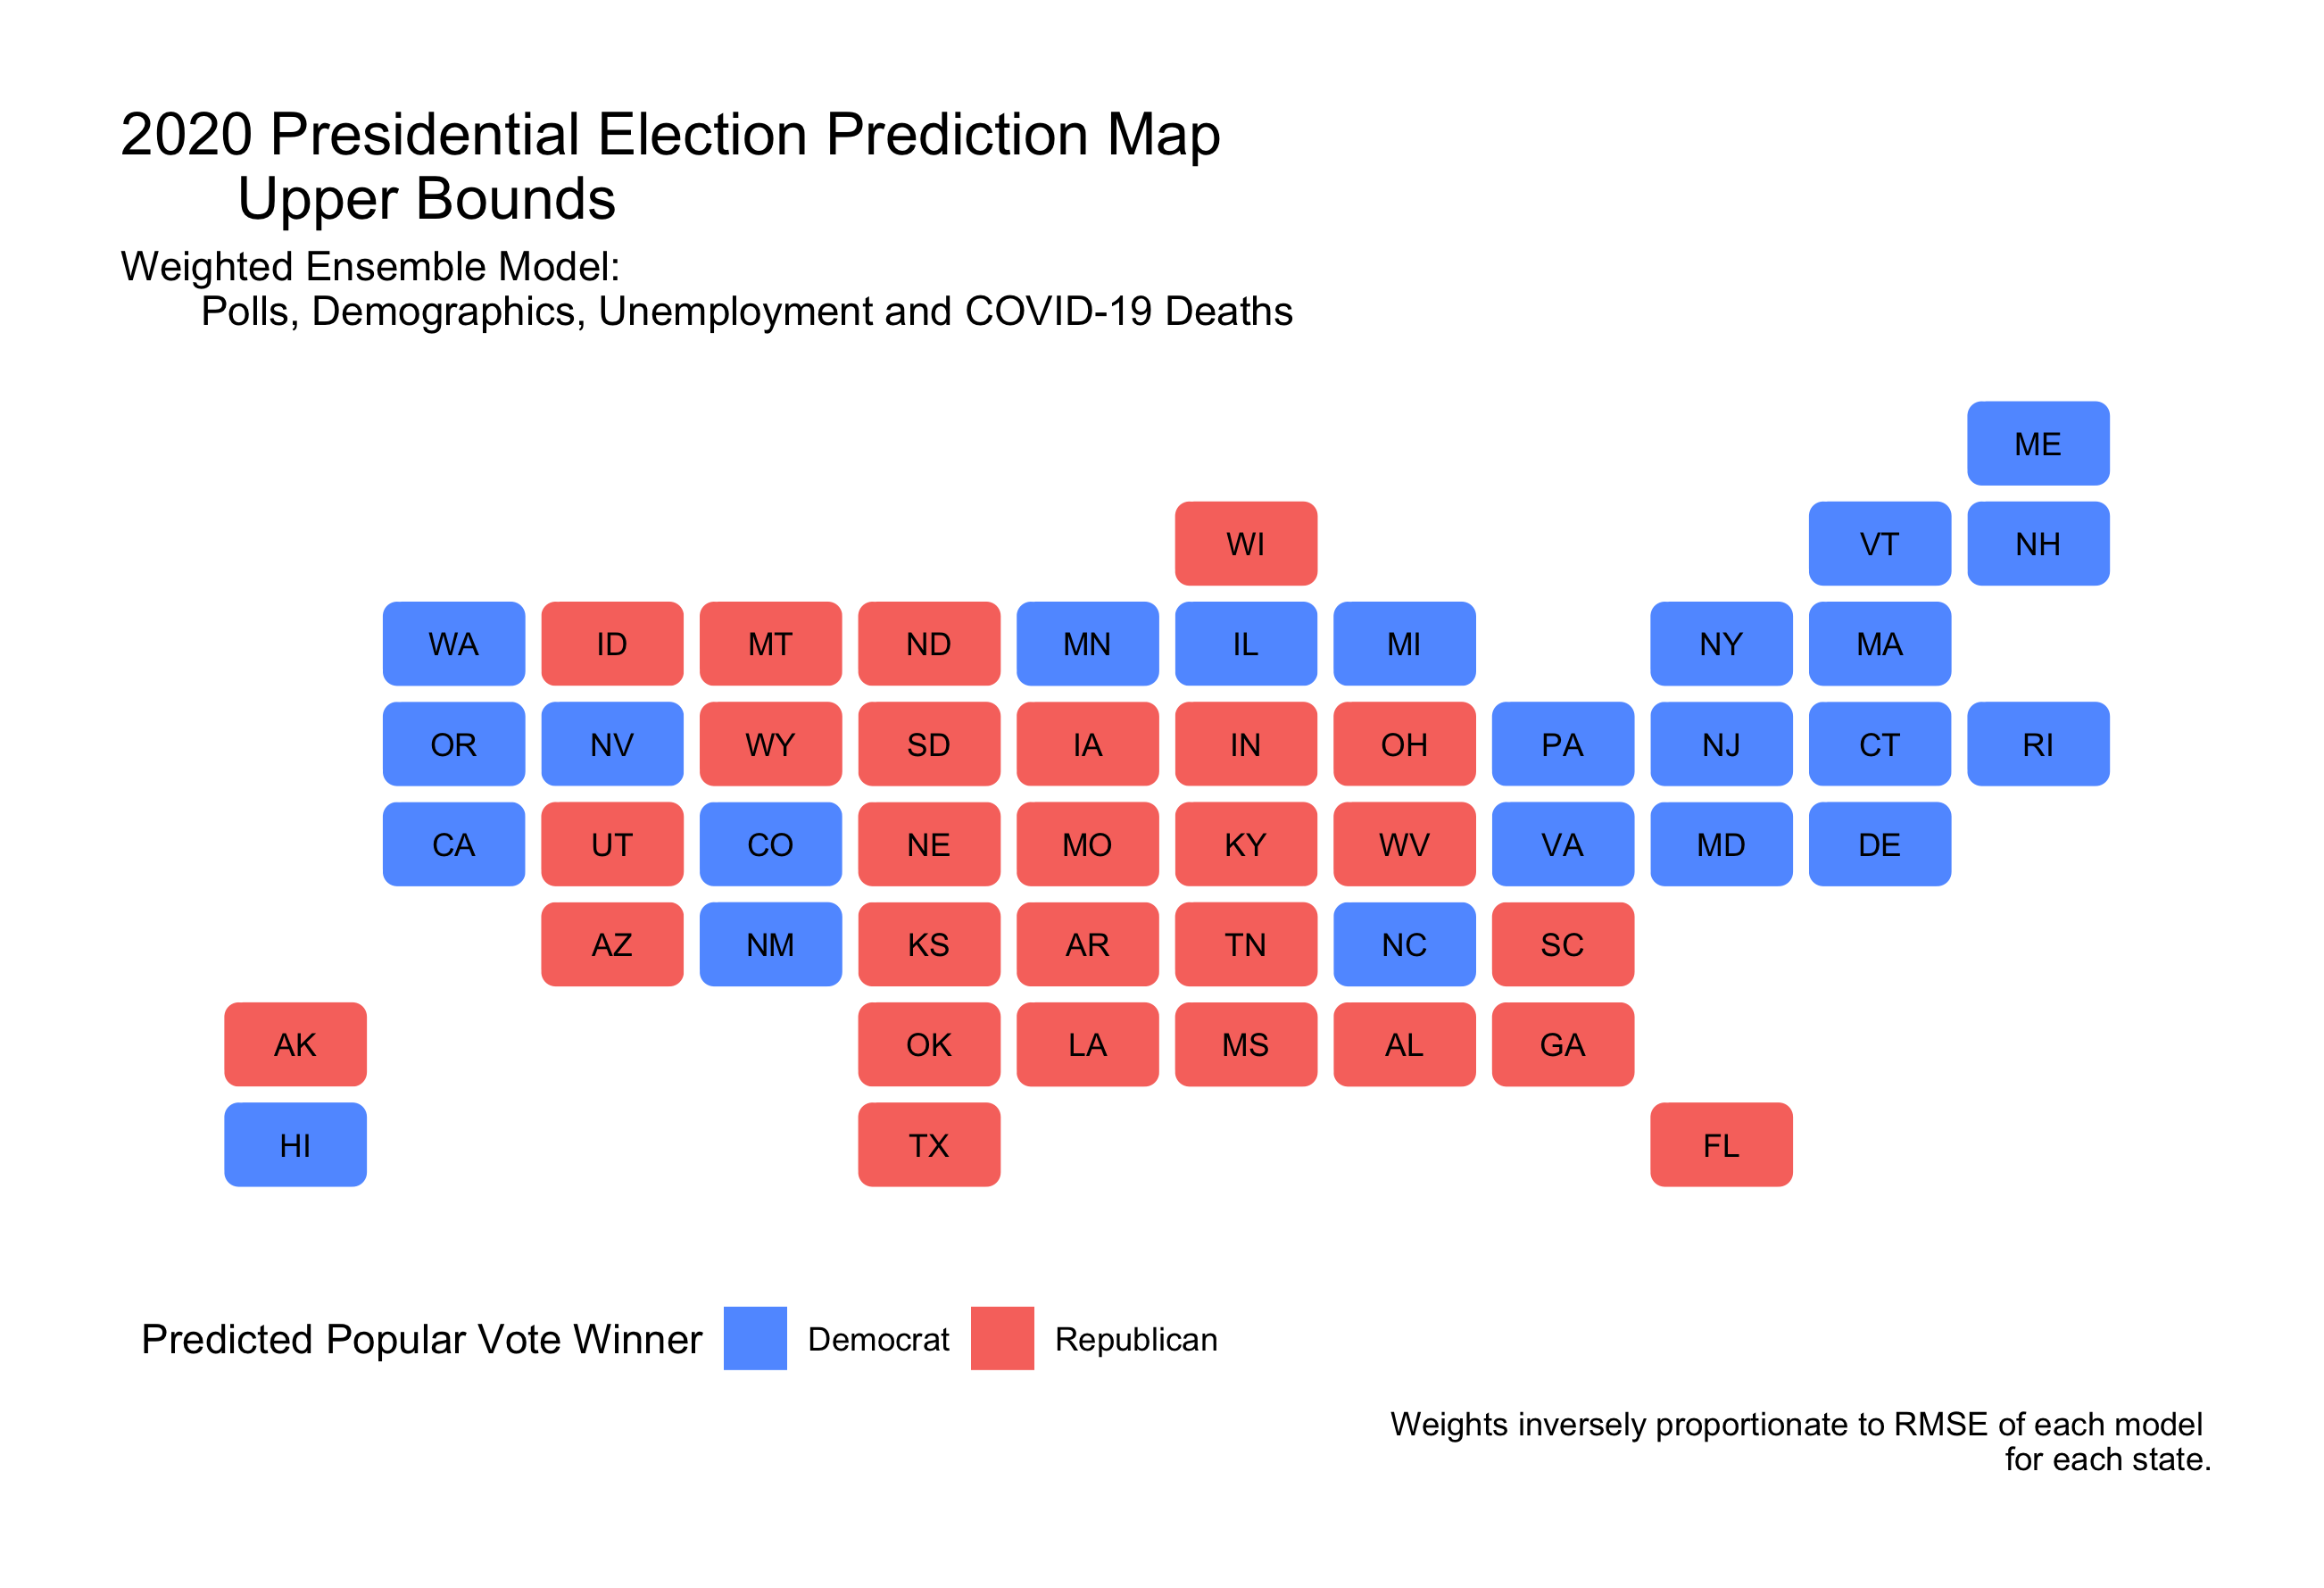 2020 Presidential Election Prediction Map
Upper Bounds
Weighted Ensemble Model:
Polls, Demographics, Unemployment and COVID-19 Deaths
ME
WI VT NH
WA ID MT ND MN IL MI NY MA
OR NV WY SD IA IN OH PA NJ CT RI
CA UT CO NE MO KY WV VA MD DE
AZ NM KS AR TN NC SC
AK OK LA MS AL GA
HI TX FL
Predicted Popular Vote Winner Democrat Republican
Weights inversely proportionate to RMSE of each model
for each state.